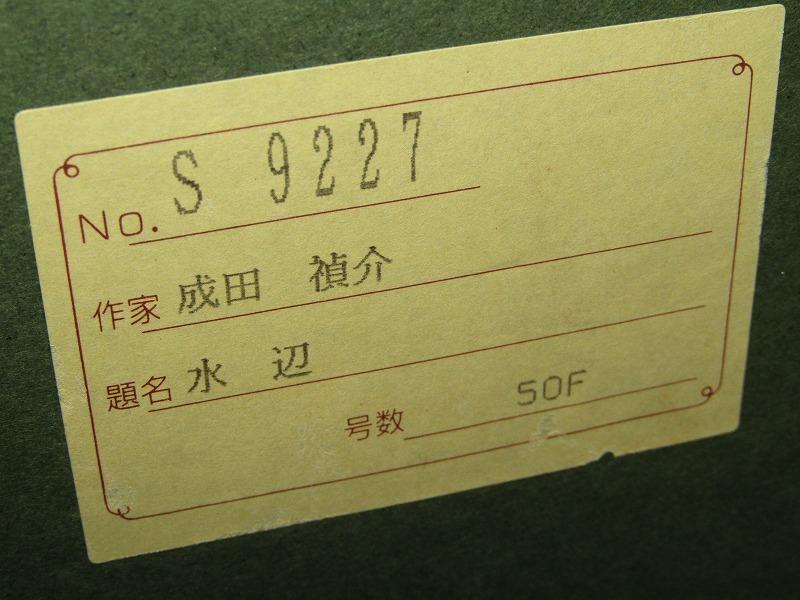 No. S 9227
作家 成田 禎介
題名 水 辺
号数 50F